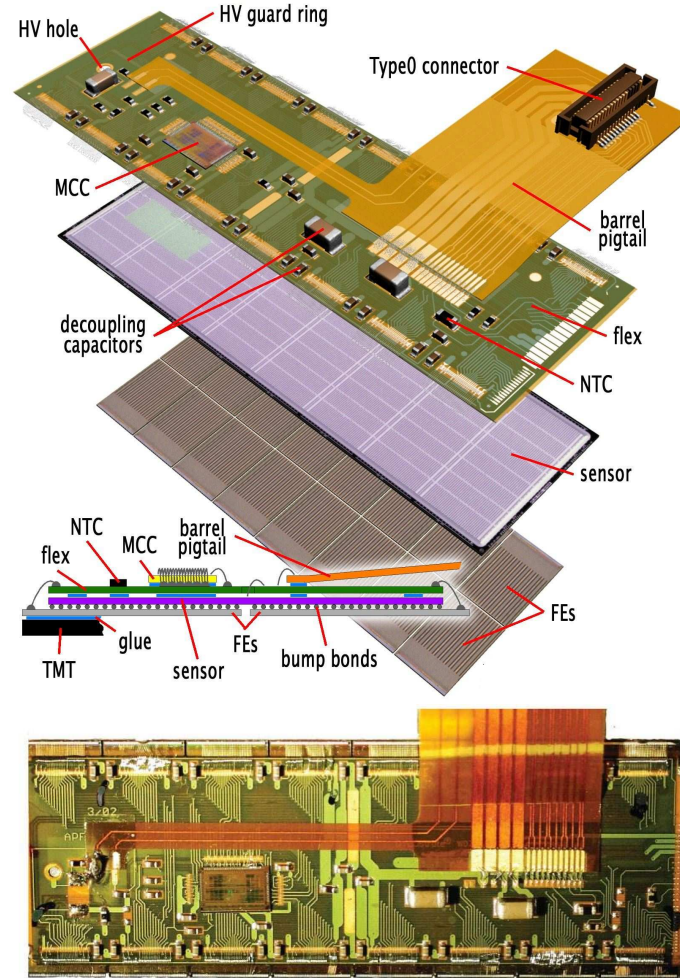 HV guard ring
HV hole
Type0 connector
MCC
barrel
pigtail
decoupling
capacitors
flex
NTC
sensor
NTC
MCC
barrel
pigtail
flex
FEs
FEs
glue
sensor
bump bonds
TMT
3/02